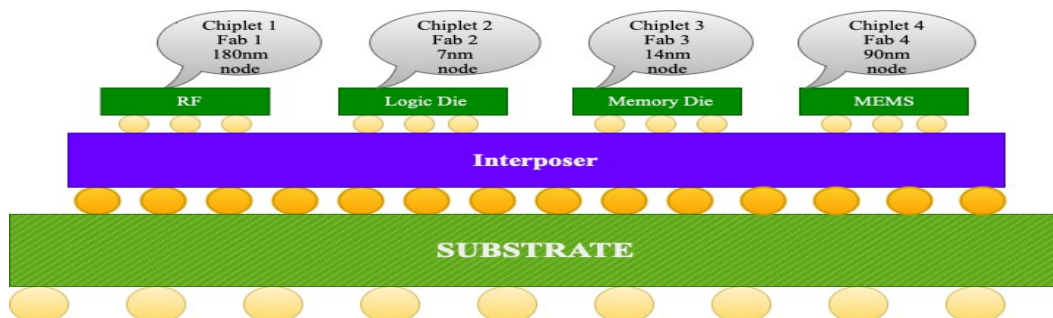 Chiplet 1
Fab 1
180nm
node
Chiplet 2
Fab 2
7nm
node
Chiplet 3
Fab 3
14nm
node
Chiplet 4
Fab 4
90nm
node
RF
Logic Die
Memory Die
MEMS
Interposer
SUBSTRATE